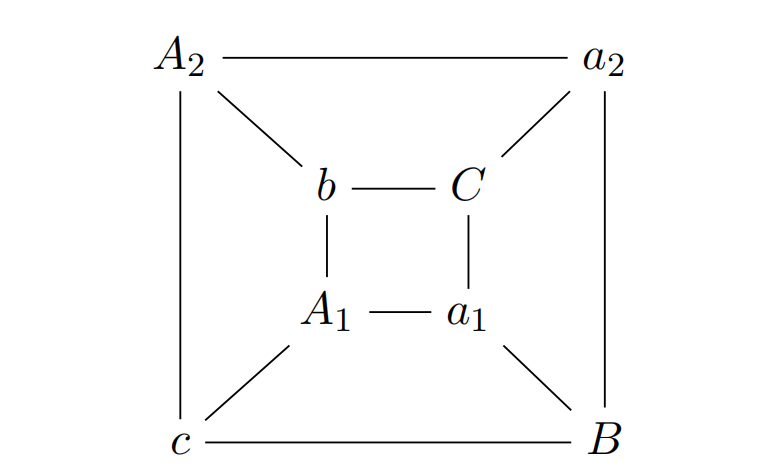 A₂ a₂
b C
A₁ a₁
c B